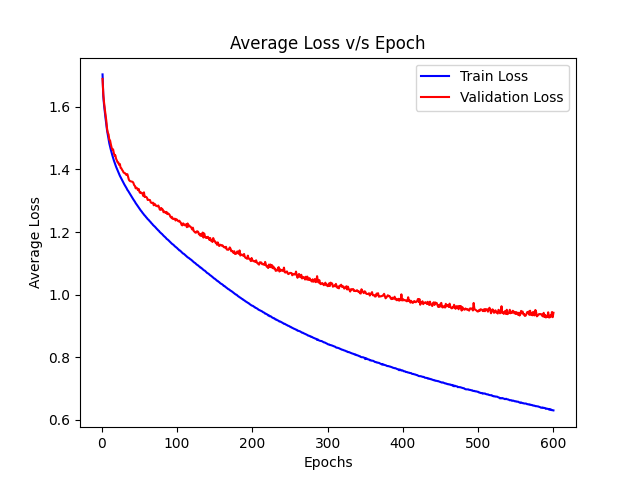 Average Loss v/s Epoch
Train Loss
Validation Loss
1.6
1.4
1.2
1.0
0.8
0.6
Average Loss
0 100 200 300 400 500 600
Epochs